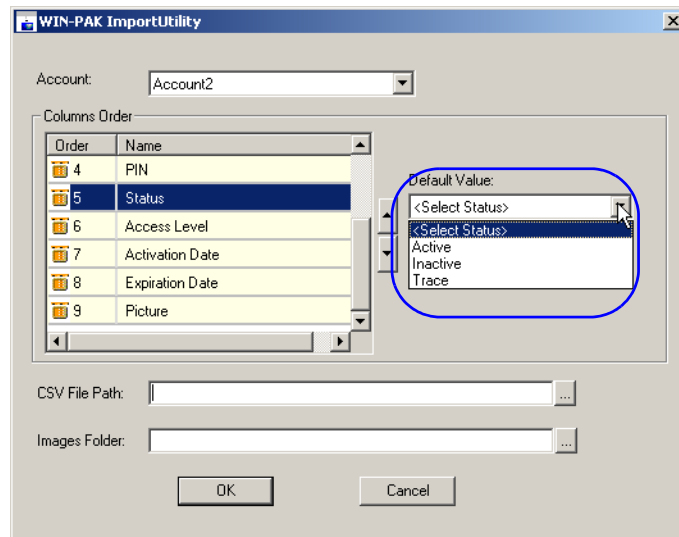 WIN-PAK ImportUtility
Account:
Account2
Columns Order
Order Name
4 PIN
5 Status
6 Access Level
7 Activation Date
8 Expiration Date
9 Picture
Default Value:
<Select Status>
<Select Status>
Active
Inactive
Trace
CSV File Path:
...
Images Folder:
...
OK Cancel